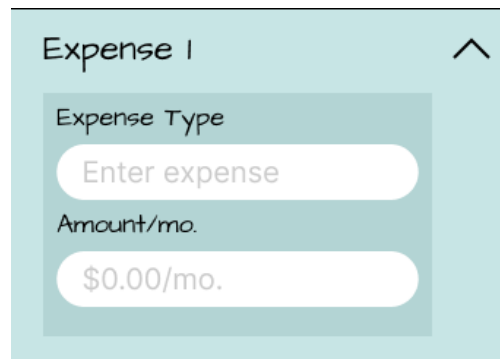 Expense 1
Expense Type
Enter expense
Amount/mo.
$0.00/mo.